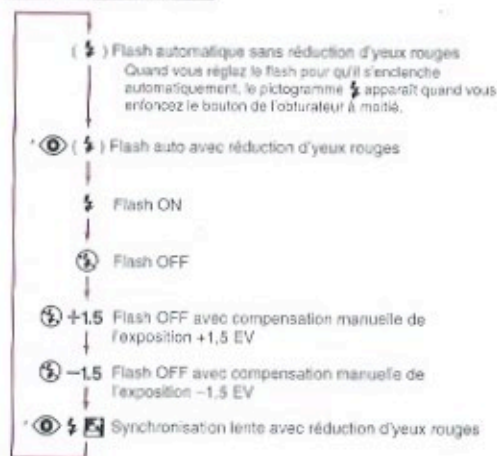 ( ) Flash automatique sans réduction d'yeux rouges
Quand vous réglez le flash pour qu'il s'enclenche
automatiquement, le pictogramme apparaît quand vous
enfoncez le bouton de l'obturateur à moitié.
* ( ) Flash auto avec réduction d'yeux rouges
Flash ON
Flash OFF
+1.5 Flash OFF avec compensation manuelle de
l'exposition +1,5 EV
−1.5 Flash OFF avec compensation manuelle de
l'exposition −1,5 EV
* Synchronisation lente avec réduction d'yeux rouges